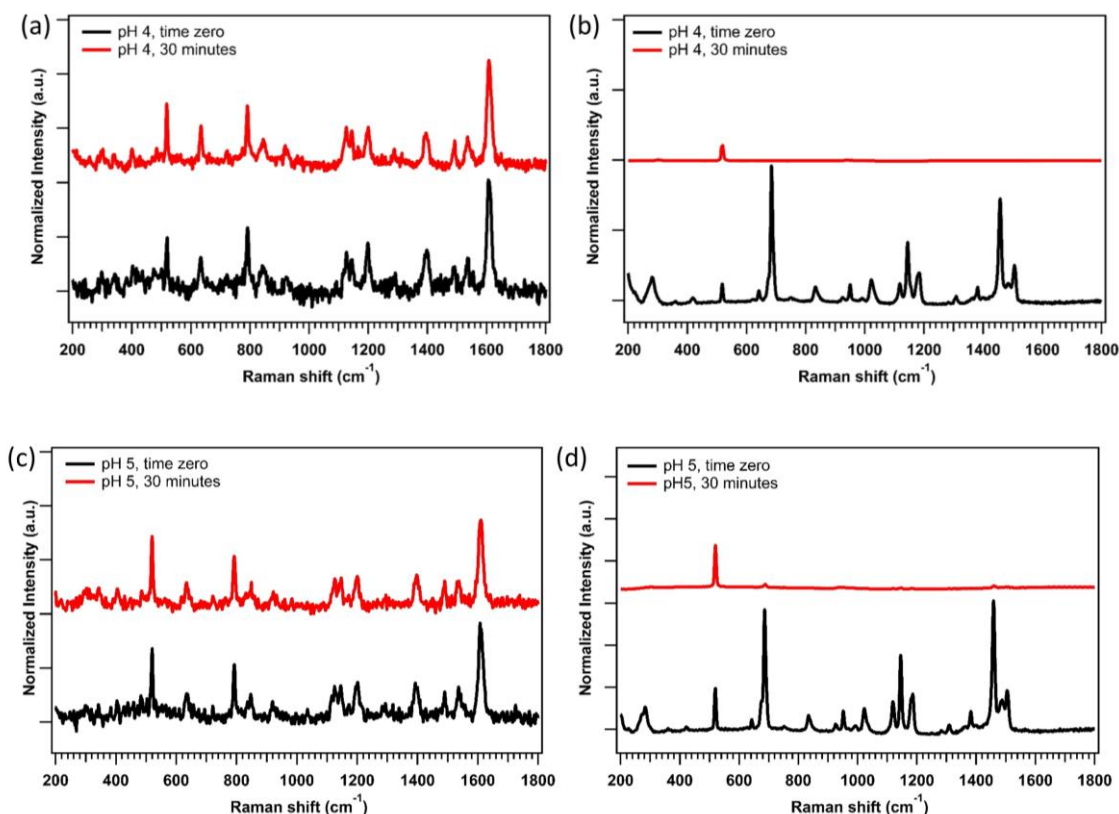 (a)
pH 4, time zero
pH 4, 30 minutes
Normalized Intensity (a.u.)
200 400 600 800 1000 1200 1400 1600 1800
Raman shift (cm⁻¹)
(b)
pH 4, time zero
pH 4, 30 minutes
Normalized Intensity (a.u.)
200 400 600 800 1000 1200 1400 1600 1800
Raman shift (cm⁻¹)
(c)
pH 5, time zero
pH 5, 30 minutes
Normalized Intensity (a.u.)
200 400 600 800 1000 1200 1400 1600 1800
Raman shift (cm⁻¹)
(d)
pH 5, time zero
pH5, 30 minutes
Normalized Intensity (a.u.)
200 400 600 800 1000 1200 1400 1600 1800
Raman shift (cm⁻¹)